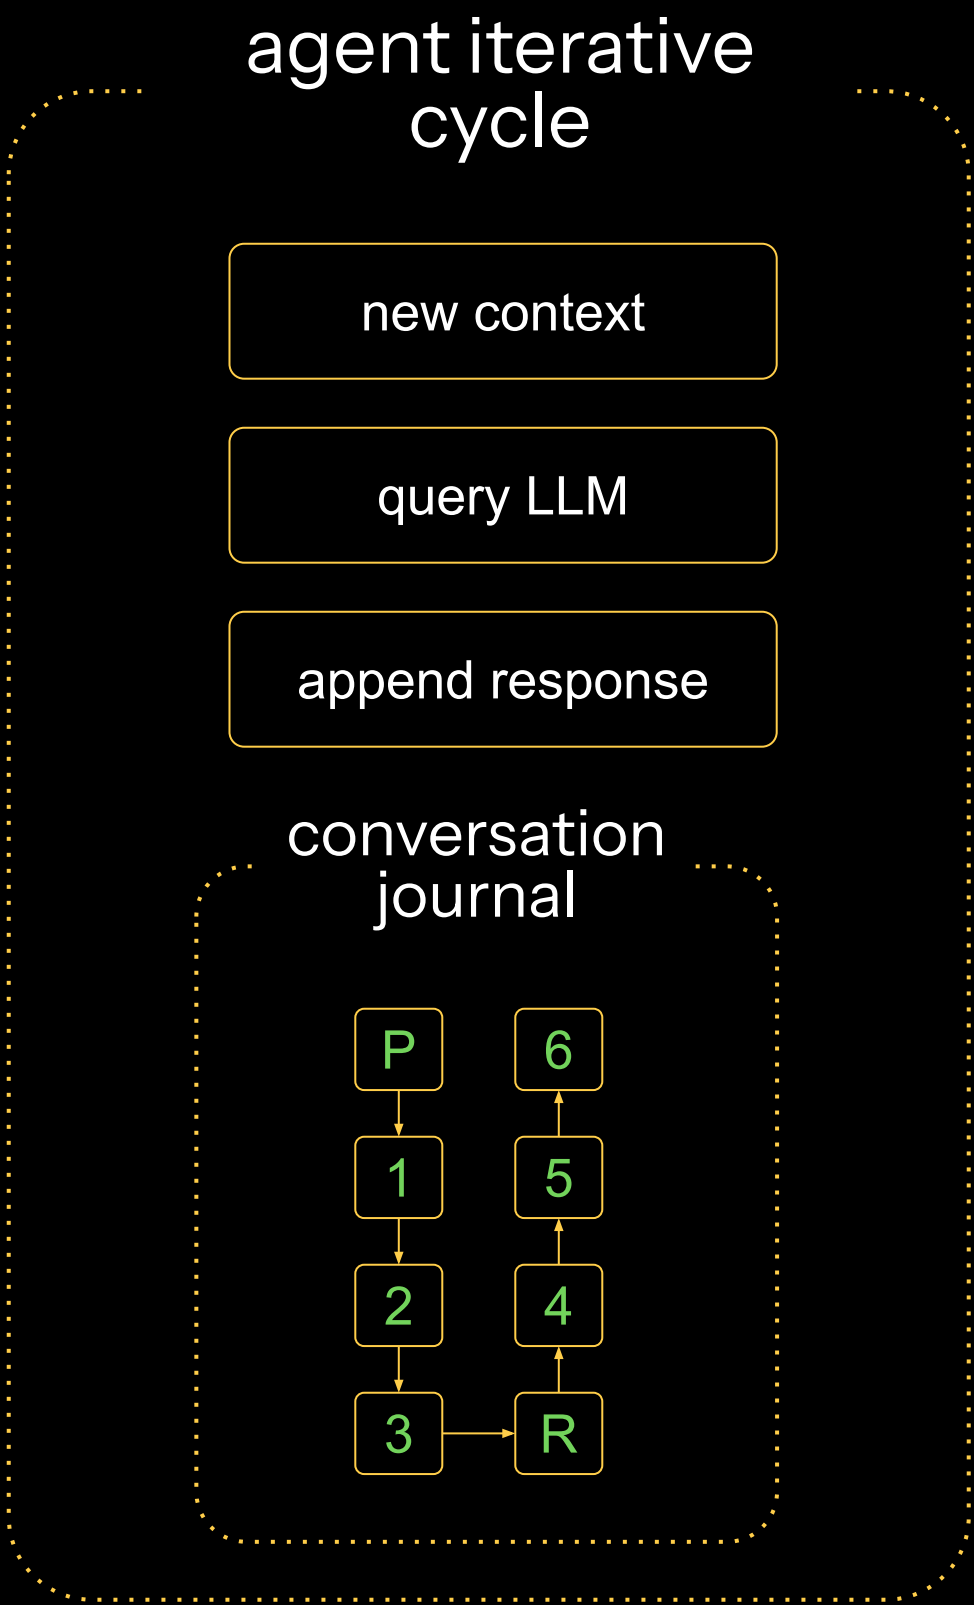 agent iterative
cycle
new context
query LLM
append response
conversation
journal
P
1
2
3
R
4
5
6